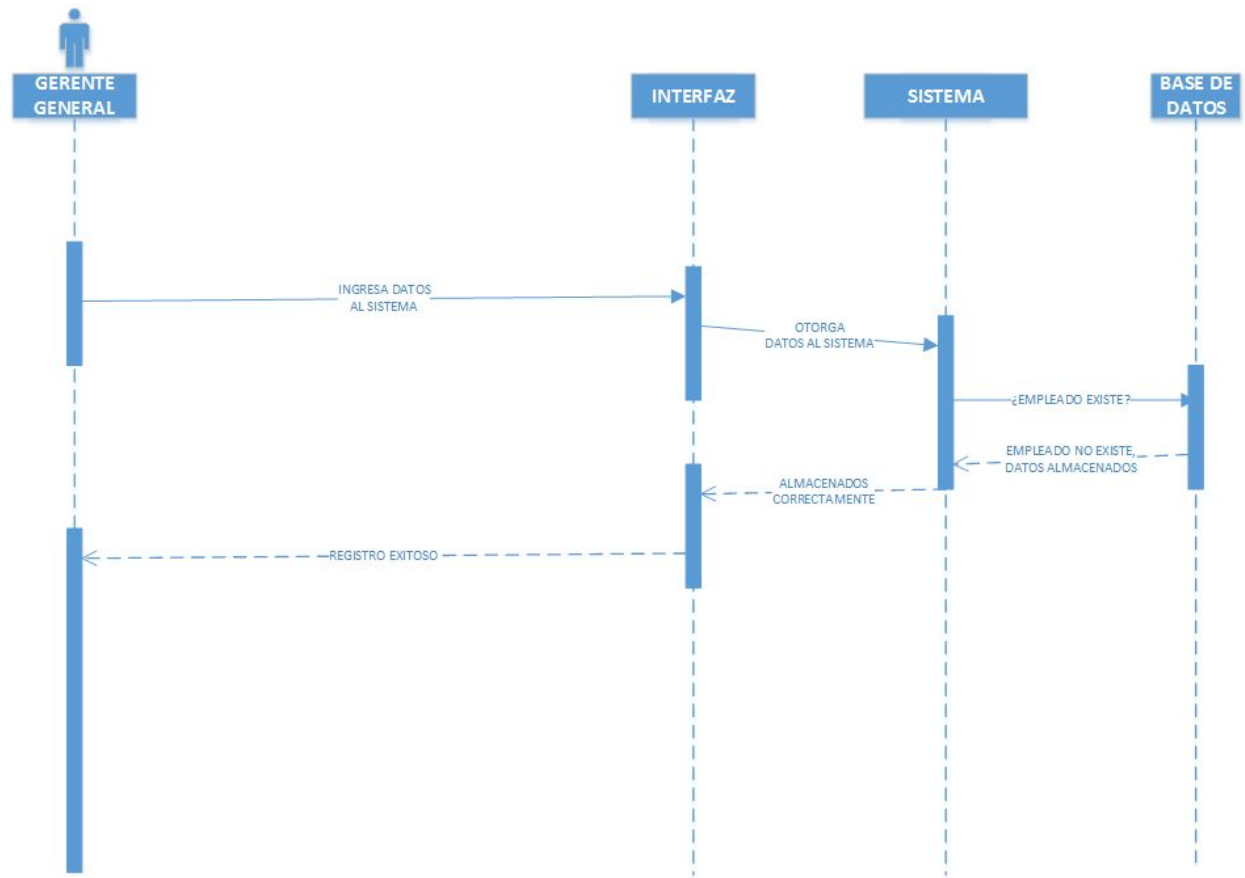 GERENTE
GENERAL
INTERFAZ
SISTEMA
BASE DE
DATOS
INGRESA DATOS
AL SISTEMA
OTORGA
DATOS AL SISTEMA
¿EMPLEADO EXISTE?
EMPLEADO NO EXISTE,
DATOS ALMACENADOS
ALMACENADOS
CORRECTAMENTE
REGISTRO EXITOSO